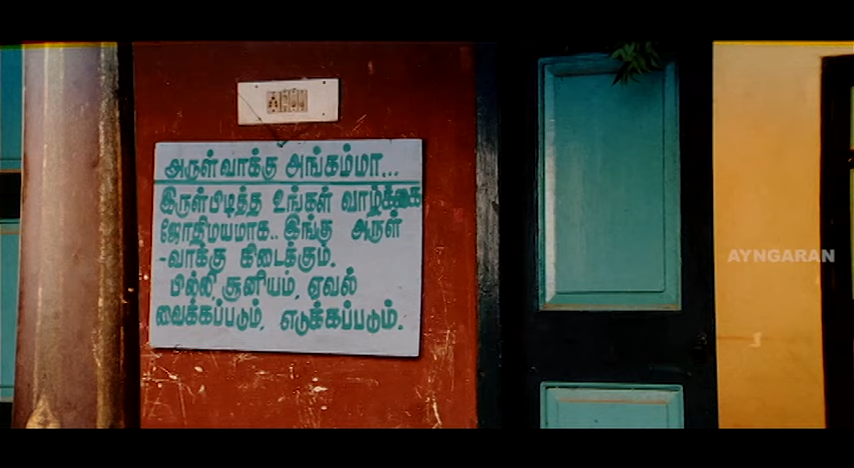 அருள்வாக்கு அங்கம்மா...
இருள்பிடித்த உங்கள் வாழ்க்கை
ஜோதிமயமாக.. இங்கு அருள்
-வாக்கு கிடைக்கும்.
பில்லி சூனியம், ஏவல்
வைக்கப்படும், எடுக்கப்படும்.
AYNGARAN